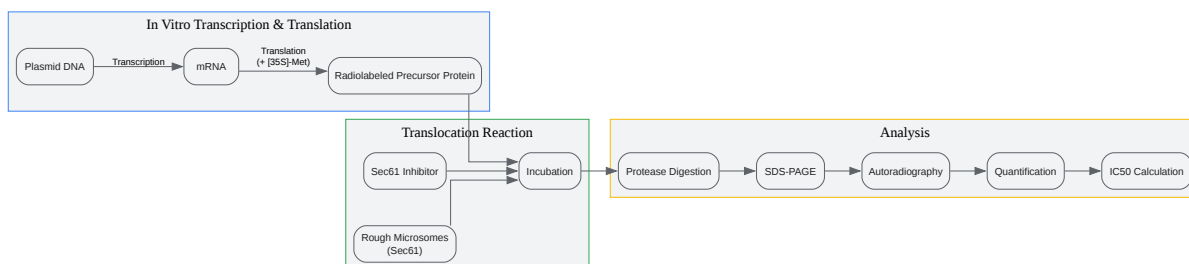 In Vitro Transcription & Translation
Plasmid DNA
Transcription
mRNA
Translation
(+ [35S]-Met)
Radiolabeled Precursor Protein
Translocation Reaction
Sec61 Inhibitor
Incubation
Rough Microsomes
(Sec61)
Analysis
Protease Digestion
SDS-PAGE
Autoradiography
Quantification
IC50 Calculation